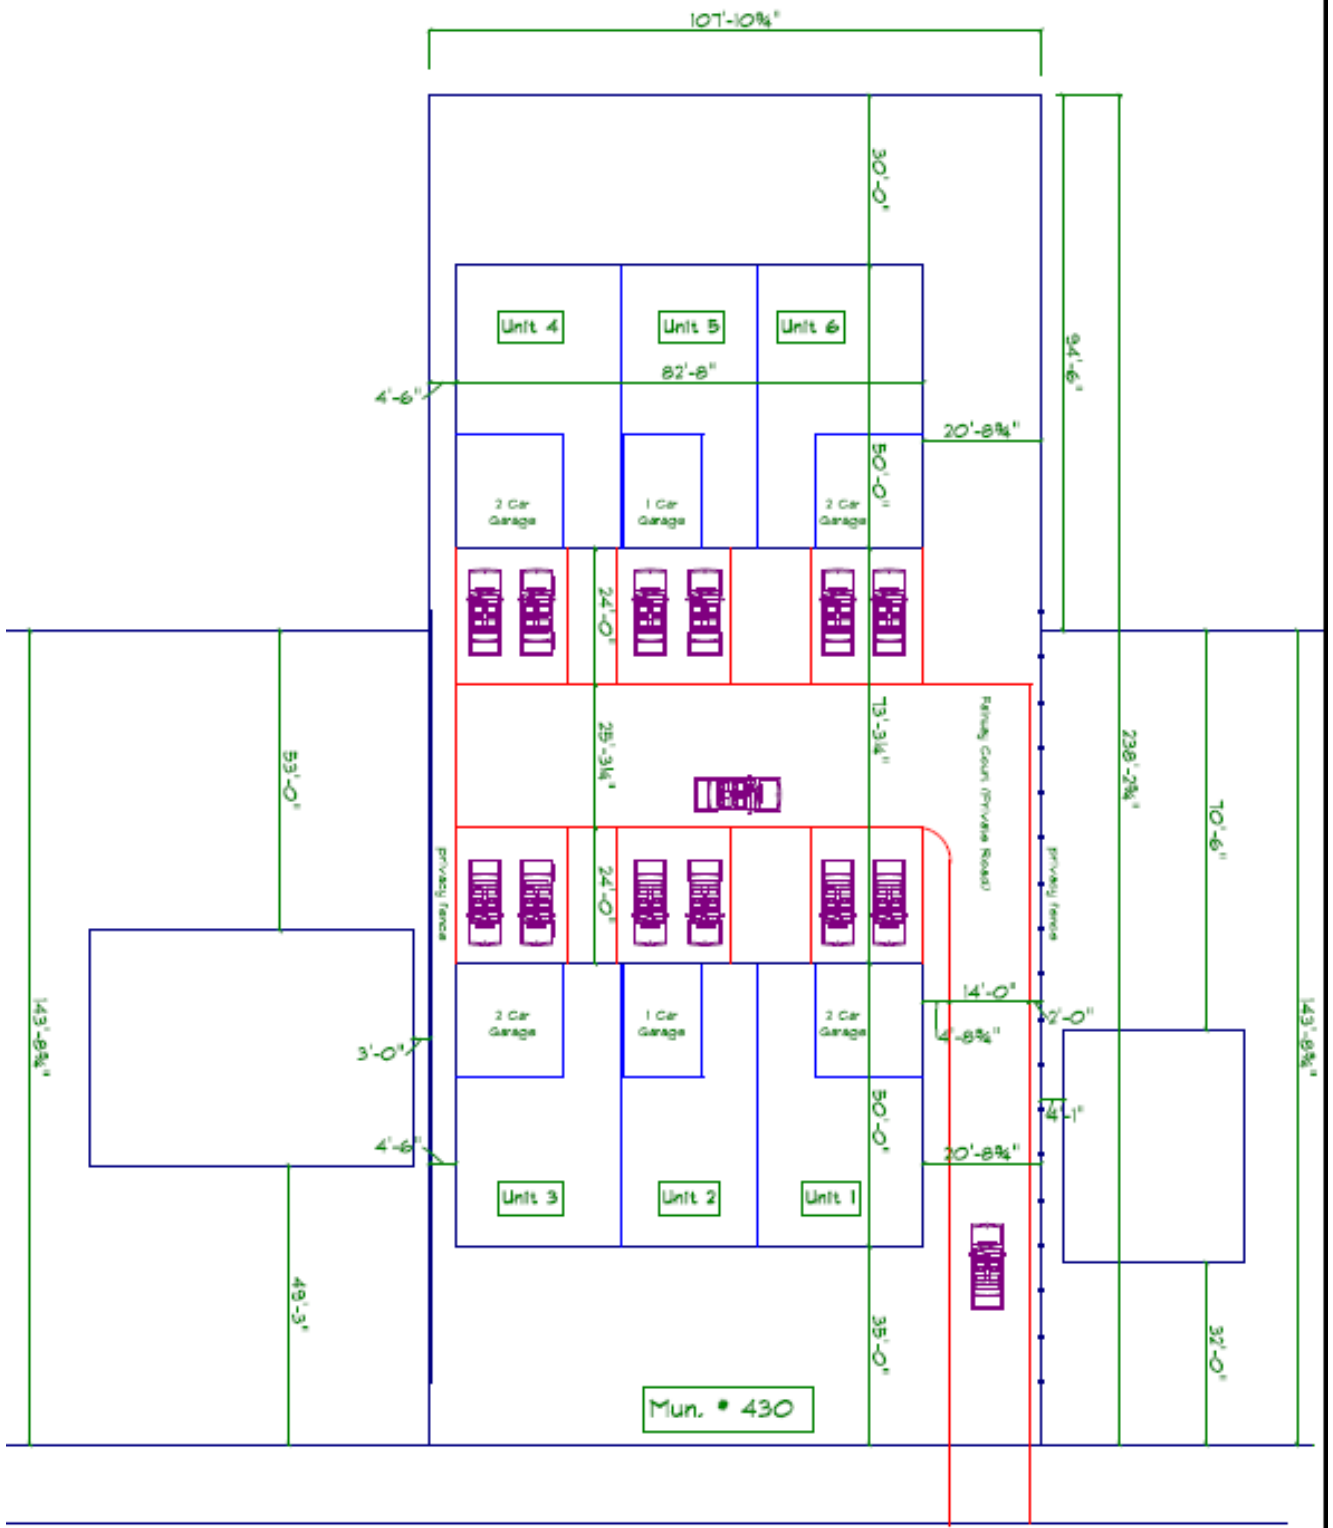 107'-10¾"
30'-0"
Unit 4
Unit 5
Unit 6
94'-6"
82'-8"
4'-6"
20'-8¾"
50'-0"
2 Car
Garage
1 Car
Garage
2 Car
Garage
24'-0"
73'-3¼"
25'-3¼"
238'-2¾"
53'-0"
70'-6"
(Private Road)
privacy fence
privacy fence
24'-0"
14'-0"
2'-0"
143'-8¾"
143'-8¾"
2 Car
Garage
1 Car
Garage
2 Car
Garage
4'-8¾"
3'-0"
4'-1"
50'-0"
4'-6"
20'-8¾"
Unit 3
Unit 2
Unit 1
49'-3"
35'-0"
32'-0"
Mun. # 430